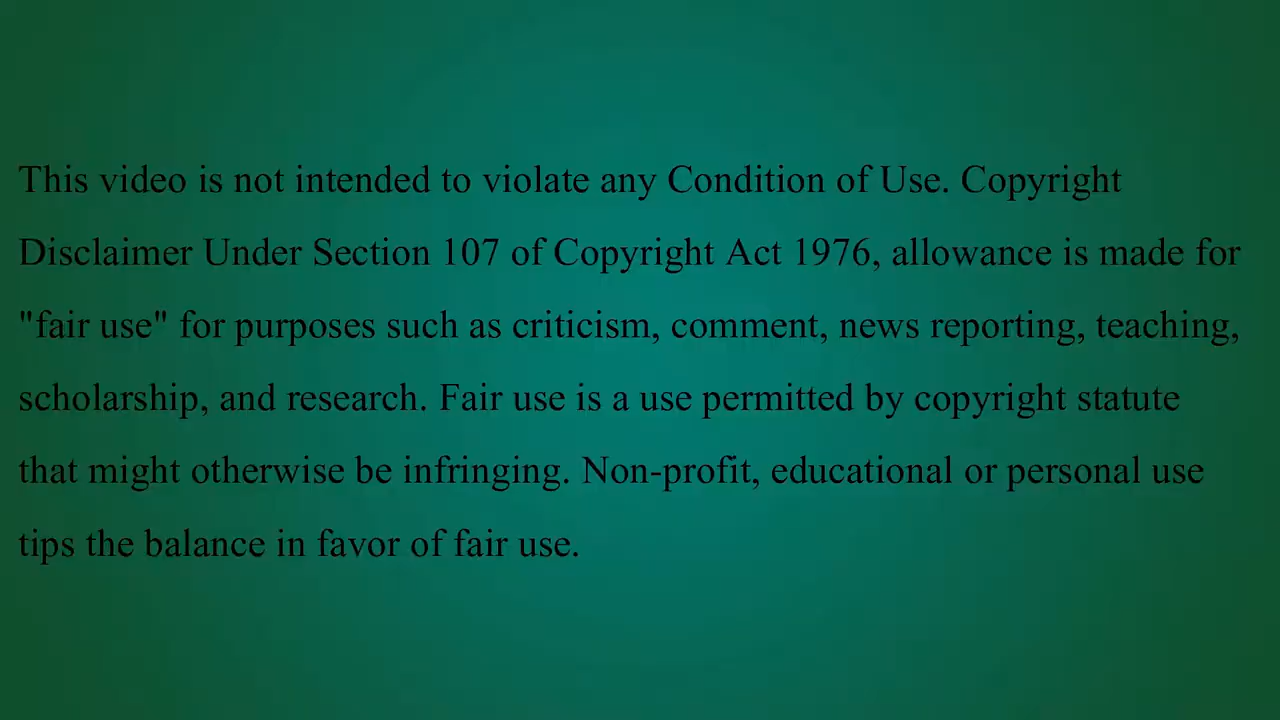 This video is not intended to violate any Condition of Use. Copyright
Disclaimer Under Section 107 of Copyright Act 1976, allowance is made for
"fair use" for purposes such as criticism, comment, news reporting, teaching,
scholarship, and research. Fair use is a use permitted by copyright statute
that might otherwise be infringing. Non-profit, educational or personal use
tips the balance in favor of fair use.